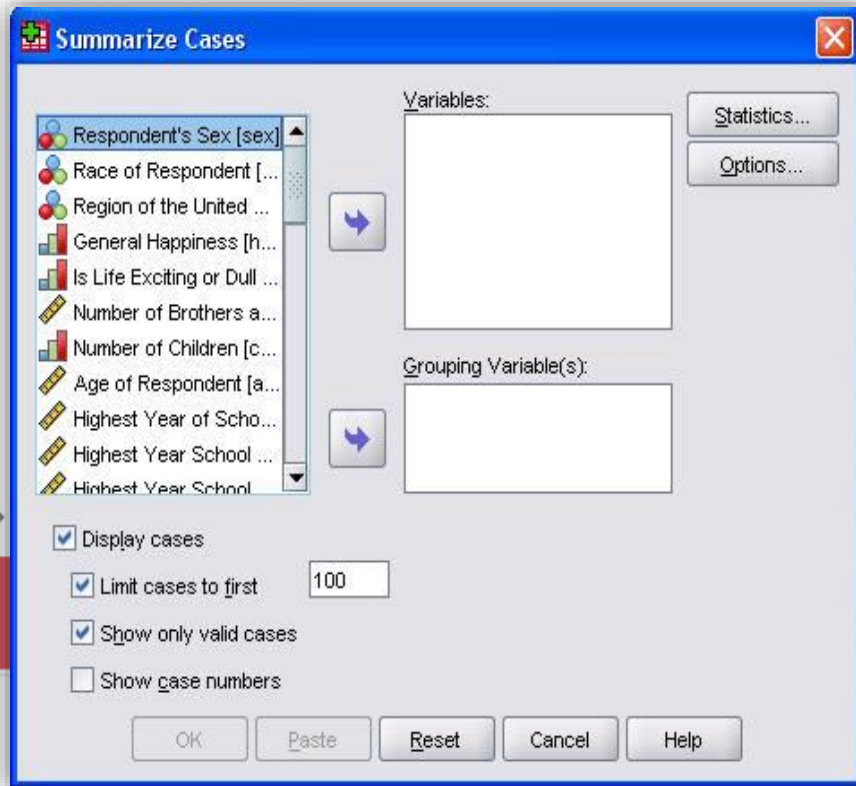 Summarize Cases
Respondent's Sex [sex]
Race of Respondent [...
Region of the United ...
General Happiness [h...
Is Life Exciting or Dull ...
Number of Brothers a...
Number of Children [c...
Age of Respondent [a...
Highest Year of Scho...
Highest Year School ...
Highest Year School
Variables:
Grouping Variable(s):
Statistics...
Options...
Display cases
Limit cases to first 100
Show only valid cases
Show case numbers
OK Paste Reset Cancel Help